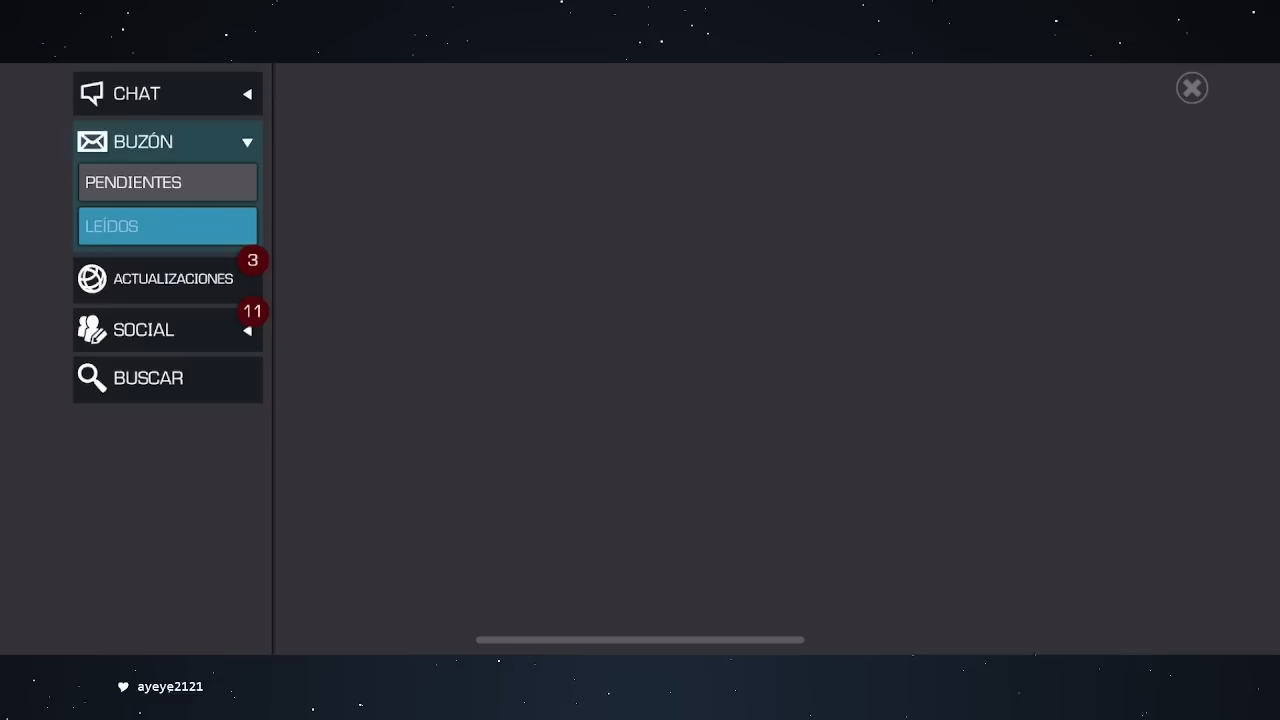 CHAT
BUZÓN
PENDIENTES
LEÍDOS
3
ACTUALIZACIONES
11
SOCIAL
BUSCAR
ayeye2121